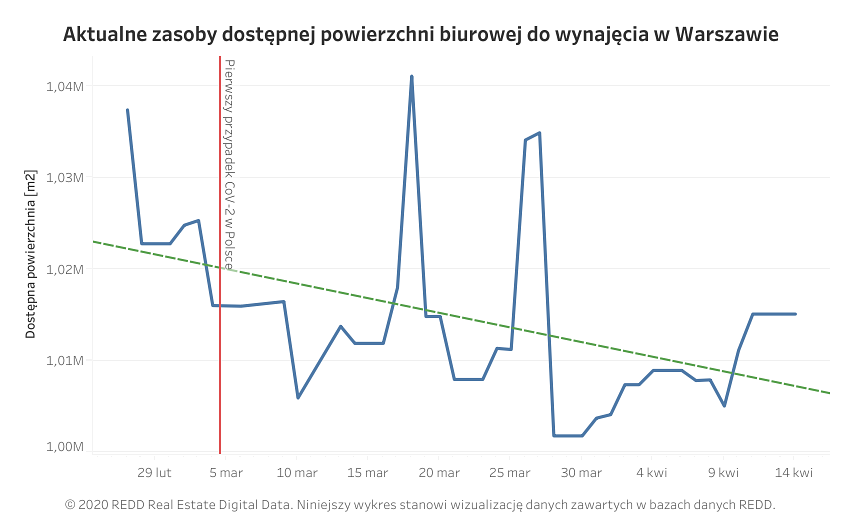 Aktualne zasoby dostępnej powierzchni biurowej do wynajęcia w Warszawie
Pierwszy przypadek CoV-2 w Polsce
Dostępna powierzchnia [m2]
1,04M
1,03M
1,02M
1,01M
1,00M
29 lut 5 mar 10 mar 15 mar 20 mar 25 mar 30 mar 4 kwi 9 kwi 14 kwi
© 2020 REDD Real Estate Digital Data. Niniejszy wykres stanowi wizualizację danych zawartych w bazach danych REDD.